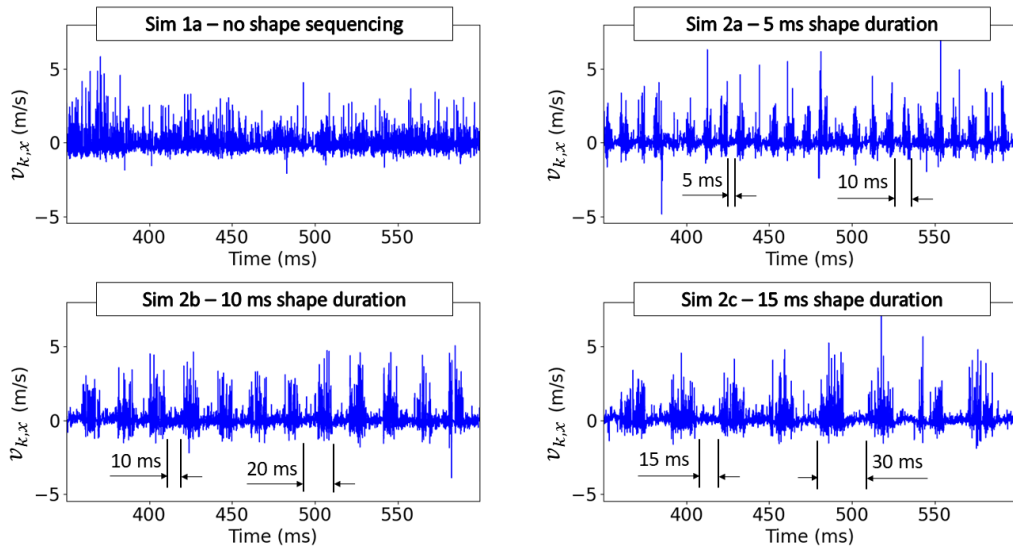 Sim 1a – no shape sequencing
5
0
−5
v_{k,x} (m/s)
400 450 500 550
Time (ms)
Sim 2a – 5 ms shape duration
5
0
−5
v_{k,x} (m/s)
5 ms
10 ms
400 450 500 550
Time (ms)
Sim 2b – 10 ms shape duration
5
0
−5
v_{k,x} (m/s)
10 ms
20 ms
400 450 500 550
Time (ms)
Sim 2c – 15 ms shape duration
5
0
−5
v_{k,x} (m/s)
15 ms
30 ms
400 450 500 550
Time (ms)